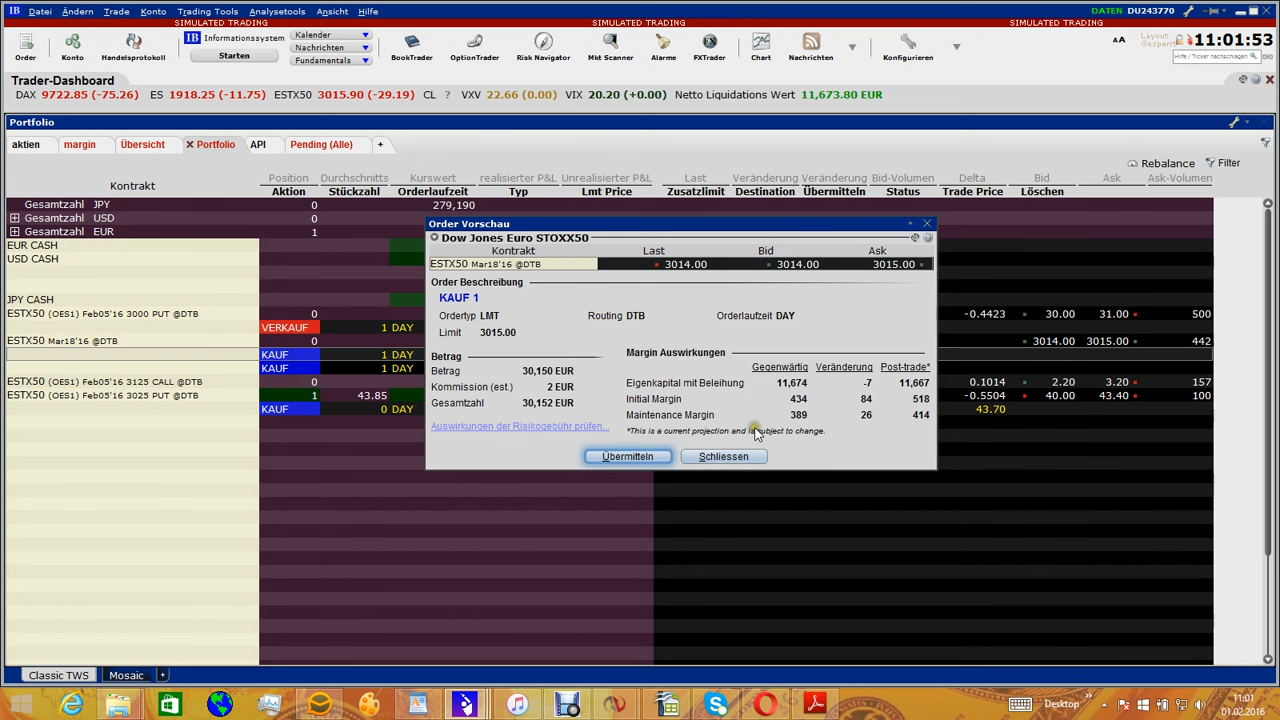 Datei Ändern Trade Konto Trading Tools Analysetools Ansicht Hilfe DATEN DU243770
SIMULATED TRADING SIMULATED TRADING SIMULATED TRADING
Order Konto Handelsprotokoll
Informationssystem
Starten
Kalender
Nachrichten
Fundamentals
BookTrader OptionTrader Risk Navigator Mkt Scanner Alarme FXTrader Chart Nachrichten Konfigurieren
Layout Gesperrt 11:01:53
Hilfe / Ticker nachschlagen
Trader-Dashboard
DAX 9722.85 (-75.26) ES 1918.25 (-11.75) ESTX50 3015.90 (-29.19) CL ? VXV 22.66 (0.00) VIX 20.20 (+0.00) Netto Liquidations Wert 11,673.80 EUR
Portfolio
aktien margin Übersicht Portfolio API Pending (Alle) +
Rebalance Filter
Kontrakt
Position Durchschnitts Kurswert realisierter P&L Unrealisierter P&L Last Veränderung Veränderung Bid-Volumen Delta Bid Ask Ask-Volumen
Aktion Stückzahl Orderlaufzeit Typ Lmt Price Zusatzlimit Destination Übermitteln Status Trade Price Löschen
Gesamtzahl JPY 0 279,190
Gesamtzahl USD 0
Gesamtzahl EUR 1
EUR CASH
USD CASH
JPY CASH
ESTX50 (OES1) Feb05'16 3000 PUT @DTB 0 -0.4423 30.00 31.00 500
VERKAUF 1 DAY
ESTX50 Mar18'16 @DTB 0 3014.00 3015.00 442
KAUF 1 DAY
KAUF 1 DAY
ESTX50 (OES1) Feb05'16 3125 CALL @DTB 0 0.1014 2.20 3.20 157
ESTX50 (OES1) Feb05'16 3025 PUT @DTB 1 43.85 -0.5504 40.00 43.40 100
KAUF 0 DAY 43.70
Order Vorschau
Dow Jones Euro STOXX50
Kontrakt Last Bid Ask
ESTX50 Mar18'16 @DTB 3014.00 3014.00 3015.00
Order Beschreibung
KAUF 1
Ordertyp LMT Routing DTB Orderlaufzeit DAY
Limit 3015.00
Betrag
Betrag 30,150 EUR
Kommission (est.) 2 EUR
Gesamtzahl 30,152 EUR
Auswirkungen der Risikogebühr prüfen...
Margin Auswirkungen
Gegenwärtig Veränderung Post-trade*
Eigenkapital mit Beleihung 11,674 -7 11,667
Initial Margin 434 84 518
Maintenance Margin 389 26 414
*This is a current projection and is subject to change.
Übermitteln Schliessen
Classic TWS Mosaic +
Desktop
11:01
01.02.2016